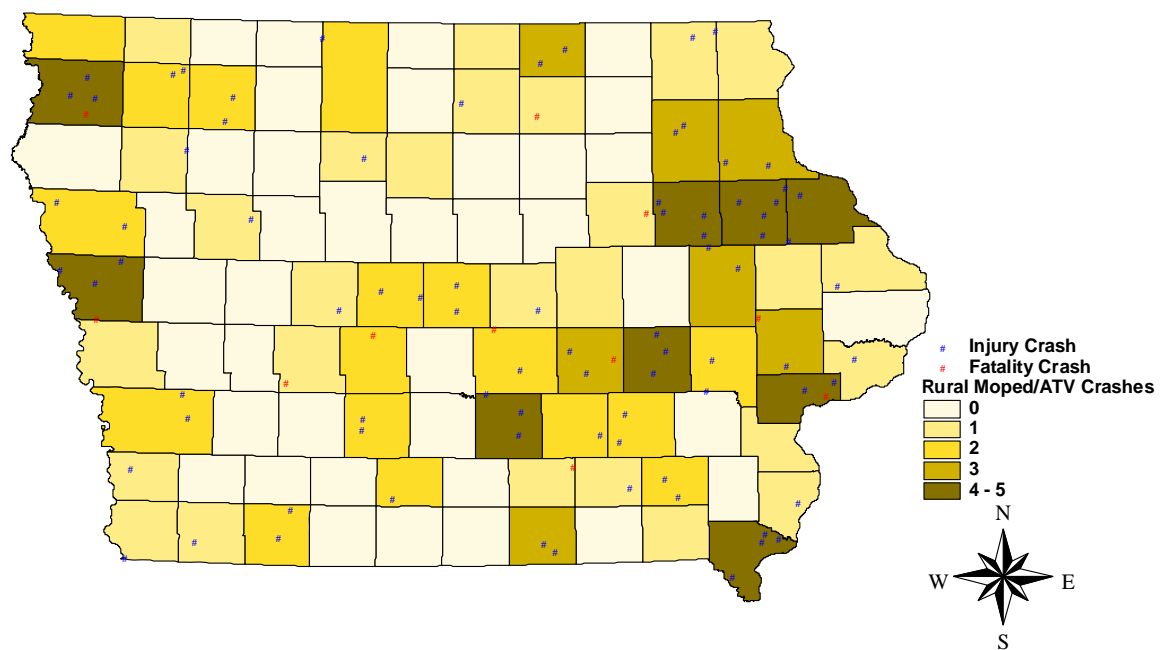 # Injury Crash
# Fatality Crash
Rural Moped/ATV Crashes
0
1
2
3
4 - 5
N
W E
S